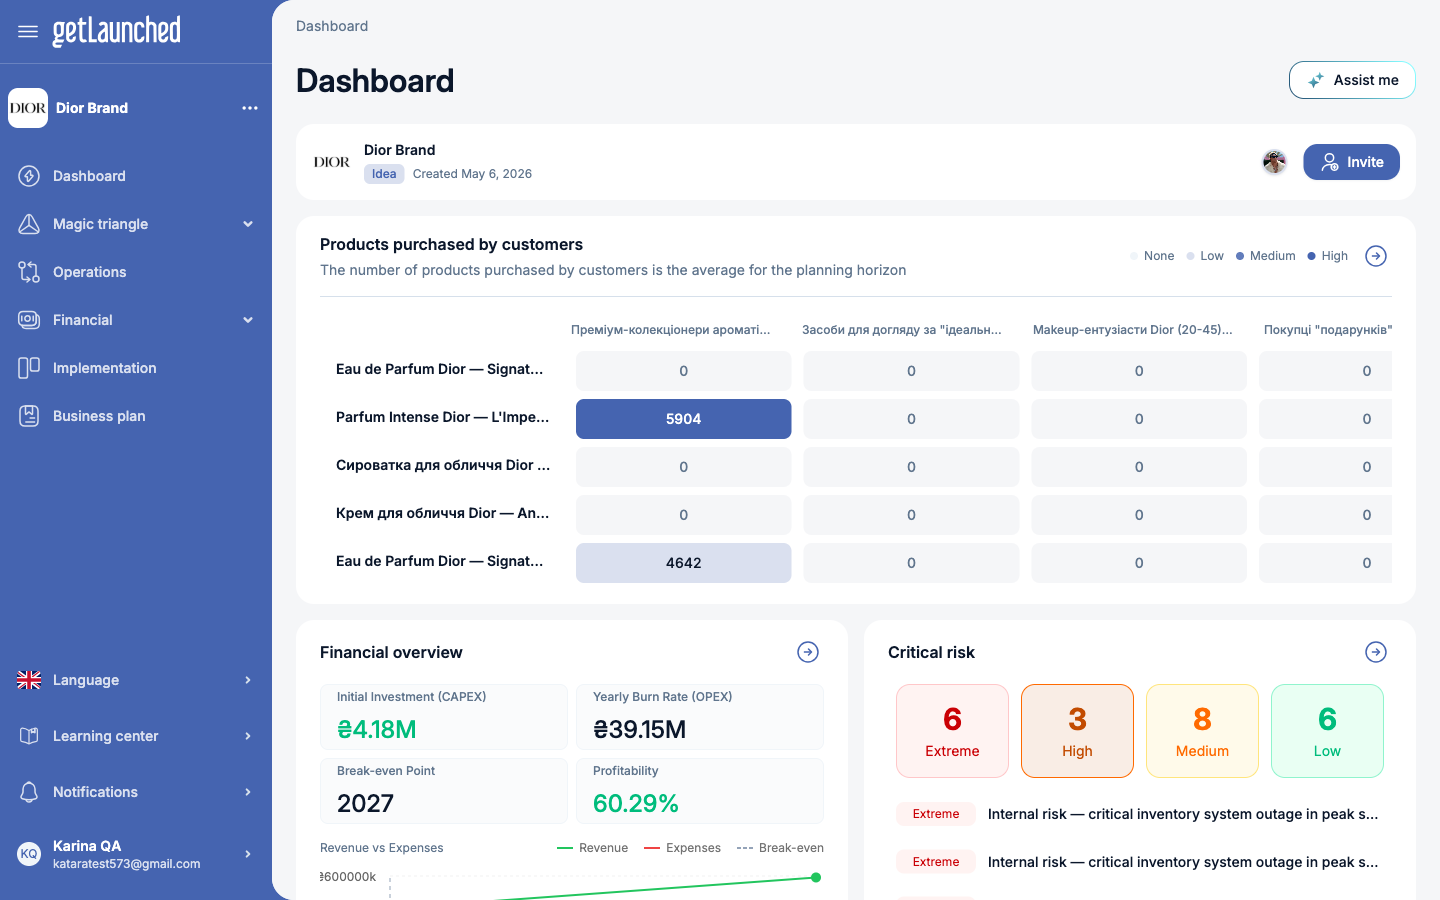 getLaunched
DIOR
Dior Brand
Dashboard
Magic triangle
Operations
Financial
Implementation
Business plan
Language
Learning center
Notifications
KQ
Karina QA
kataratest573@gmail.com
Dashboard
Dashboard
Assist me
DIOR
Dior Brand
Idea
Created May 6, 2026
Invite
Products purchased by customers
The number of products purchased by customers is the average for the planning horizon
None
Low
Medium
High
Преміум-колекціонери ароматі...
Засоби для догляду за "ідеальн...
Makeup-ентузіасти Dior (20-45)...
Покупці "подарунків"
Eau de Parfum Dior — Signat...
0
0
0
0
Parfum Intense Dior — L'Impe...
5904
0
0
0
Сироватка для обличчя Dior ...
0
0
0
0
Крем для обличчя Dior — An...
0
0
0
0
Eau de Parfum Dior — Signat...
4642
0
0
0
Financial overview
Initial Investment (CAPEX)
₴4.18M
Yearly Burn Rate (OPEX)
₴39.15M
Break-even Point
2027
Profitability
60.29%
Revenue vs Expenses
Revenue
Expenses
Break-even
₴600000k
Critical risk
6
Extreme
3
High
8
Medium
6
Low
Extreme
Internal risk — critical inventory system outage in peak s...
Extreme
Internal risk — critical inventory system outage in peak s...